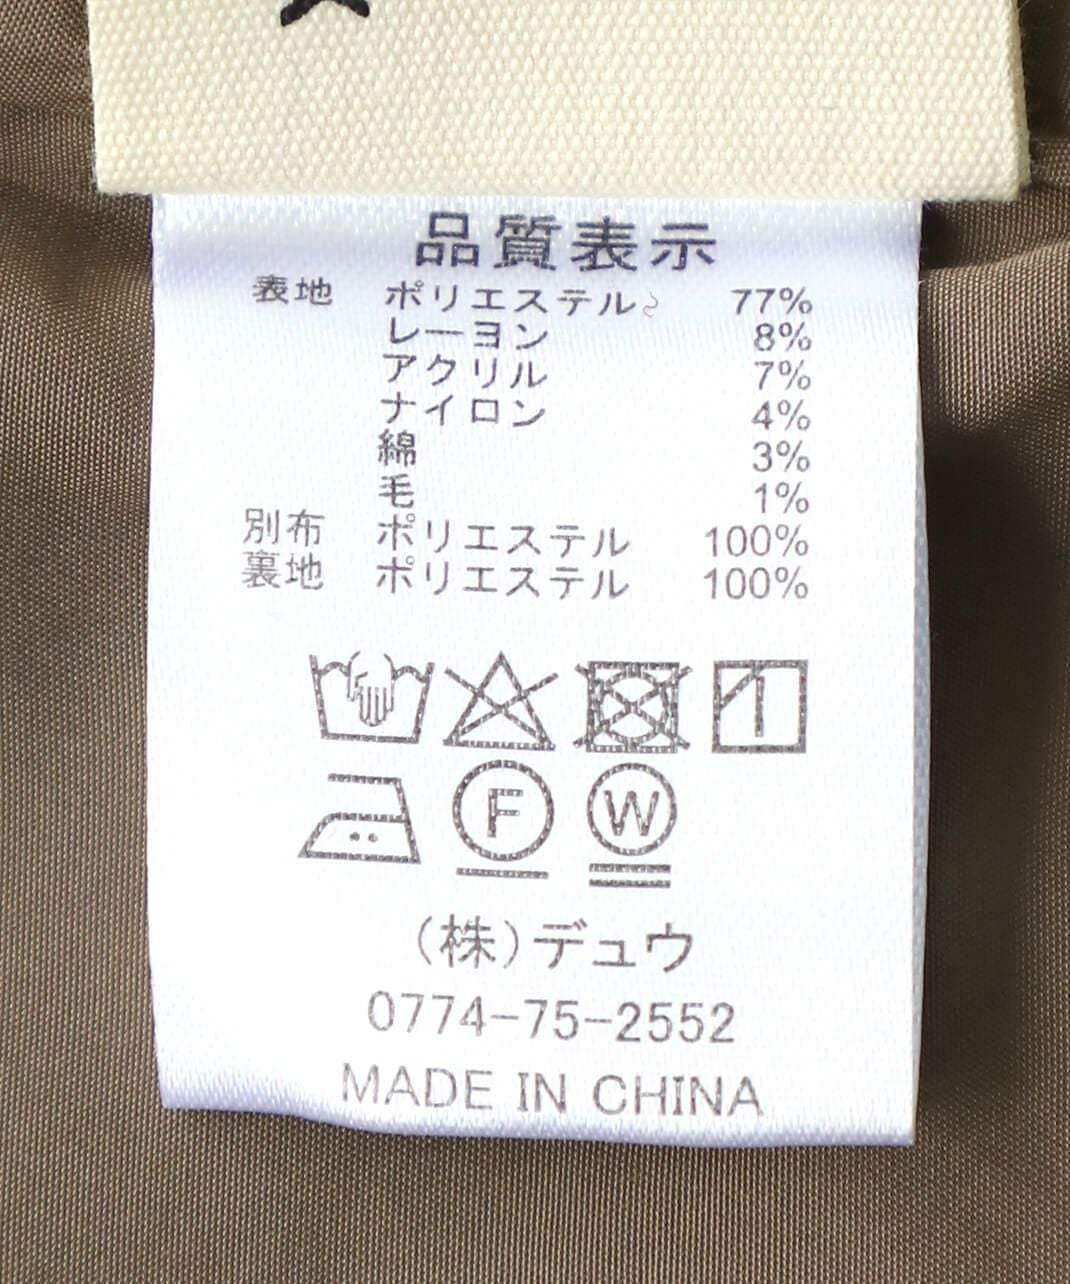 品質表示
表地 ポリエステル 77%
レーヨン 8%
アクリル 7%
ナイロン 4%
綿 3%
毛 1%
別布 ポリエステル 100%
裏地 ポリエステル 100%
F W
(株)デュウ
0774-75-2552
MADE IN CHINA